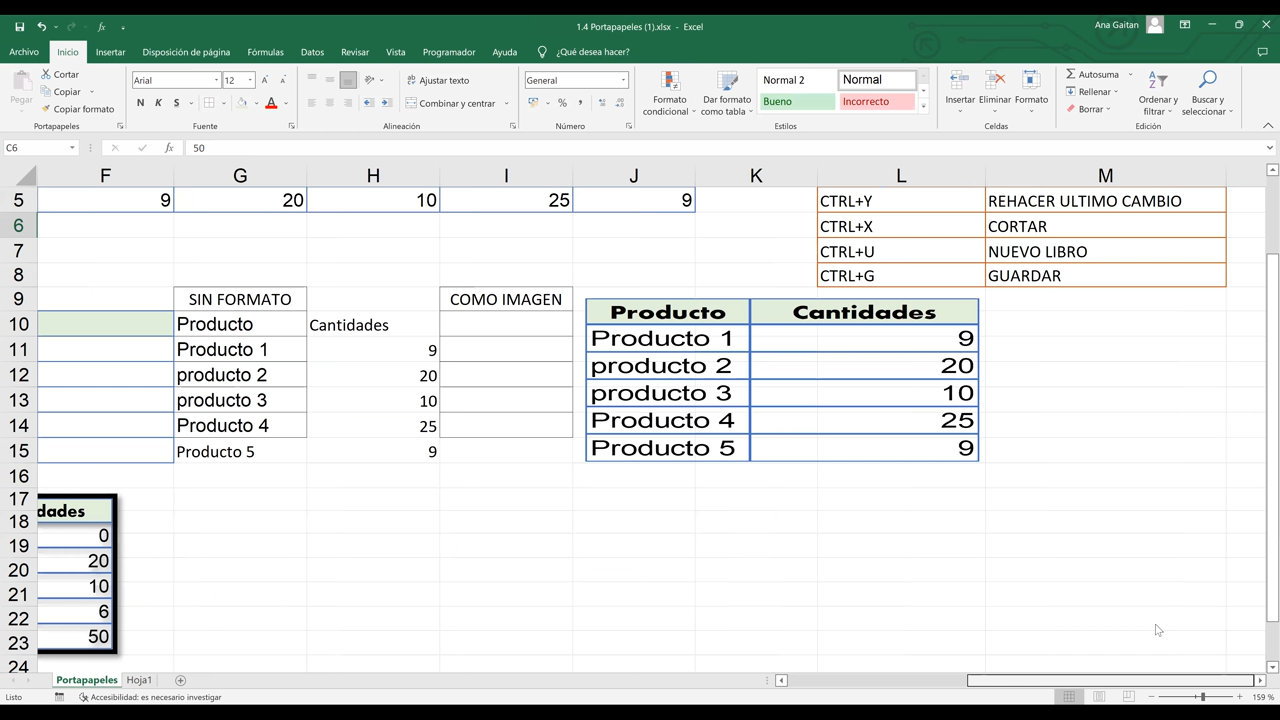 1.4 Portapapeles (1).xlsx - Excel
Ana Gaitan
Archivo Inicio Insertar Disposición de página Fórmulas Datos Revisar Vista Programador Ayuda ¿Qué desea hacer?
Pegar
Cortar
Copiar
Copiar formato
Portapapeles
Arial 12
N K S
Fuente
Ajustar texto
Combinar y centrar
Alineación
General
Número
Formato condicional
Dar formato como tabla
Normal 2 Normal
Bueno Incorrecto
Estilos
Insertar Eliminar Formato
Celdas
Autosuma
Rellenar
Borrar
Ordenar y filtrar
Buscar y seleccionar
Edición
C6 fx 50
F G H I J K L M
5 9 20 10 25 9 CTRL+Y REHACER ULTIMO CAMBIO
6 CTRL+X CORTAR
7 CTRL+U NUEVO LIBRO
8 CTRL+G GUARDAR
9 SIN FORMATO COMO IMAGEN Producto Cantidades
10 Producto Cantidades Producto 1 9
11 Producto 1 9 producto 2 20
12 producto 2 20 producto 3 10
13 producto 3 10 Producto 4 25
14 Producto 4 25 Producto 5 9
15 Producto 5 9
16
17
18 dades
19 0
20 20
21 10
22 6
23 50
24
Portapapeles Hoja1
Listo Accesibilidad: es necesario investigar 159 %